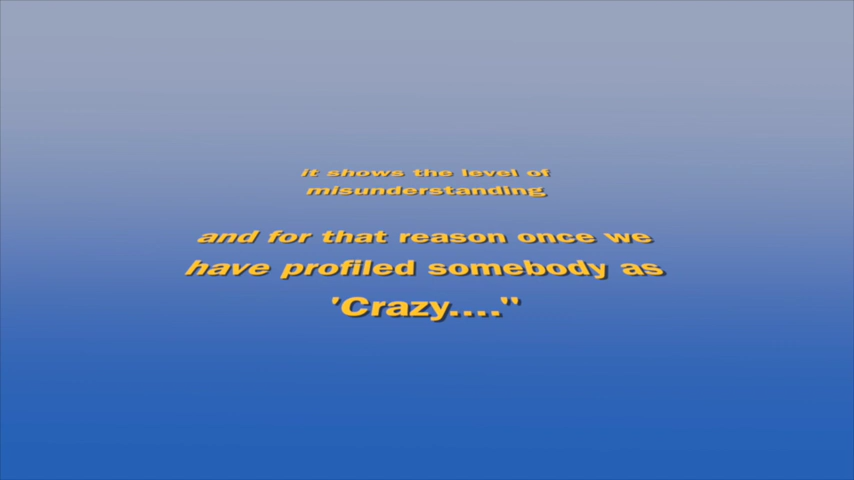 it shows the level of
misunderstanding
and for that reason once we
have profiled somebody as
'Crazy...."